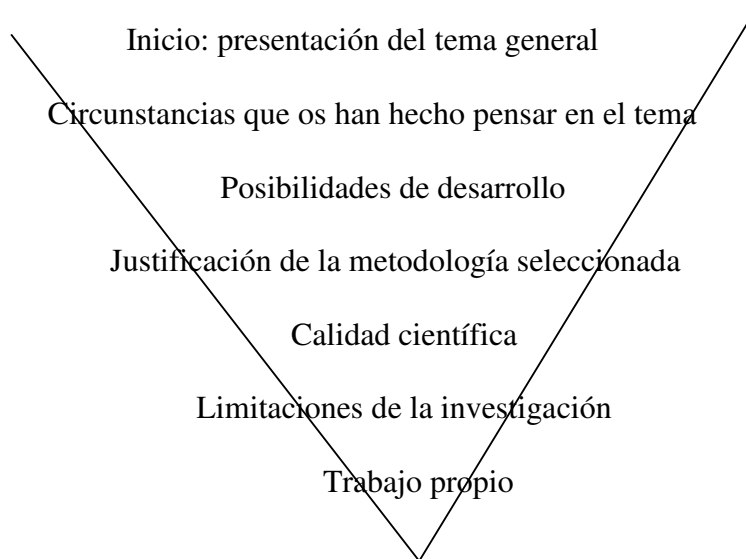 Inicio: presentación del tema general
Circunstancias que os han hecho pensar en el tema
Posibilidades de desarrollo
Justificación de la metodología seleccionada
Calidad científica
Limitaciones de la investigación
Trabajo propio